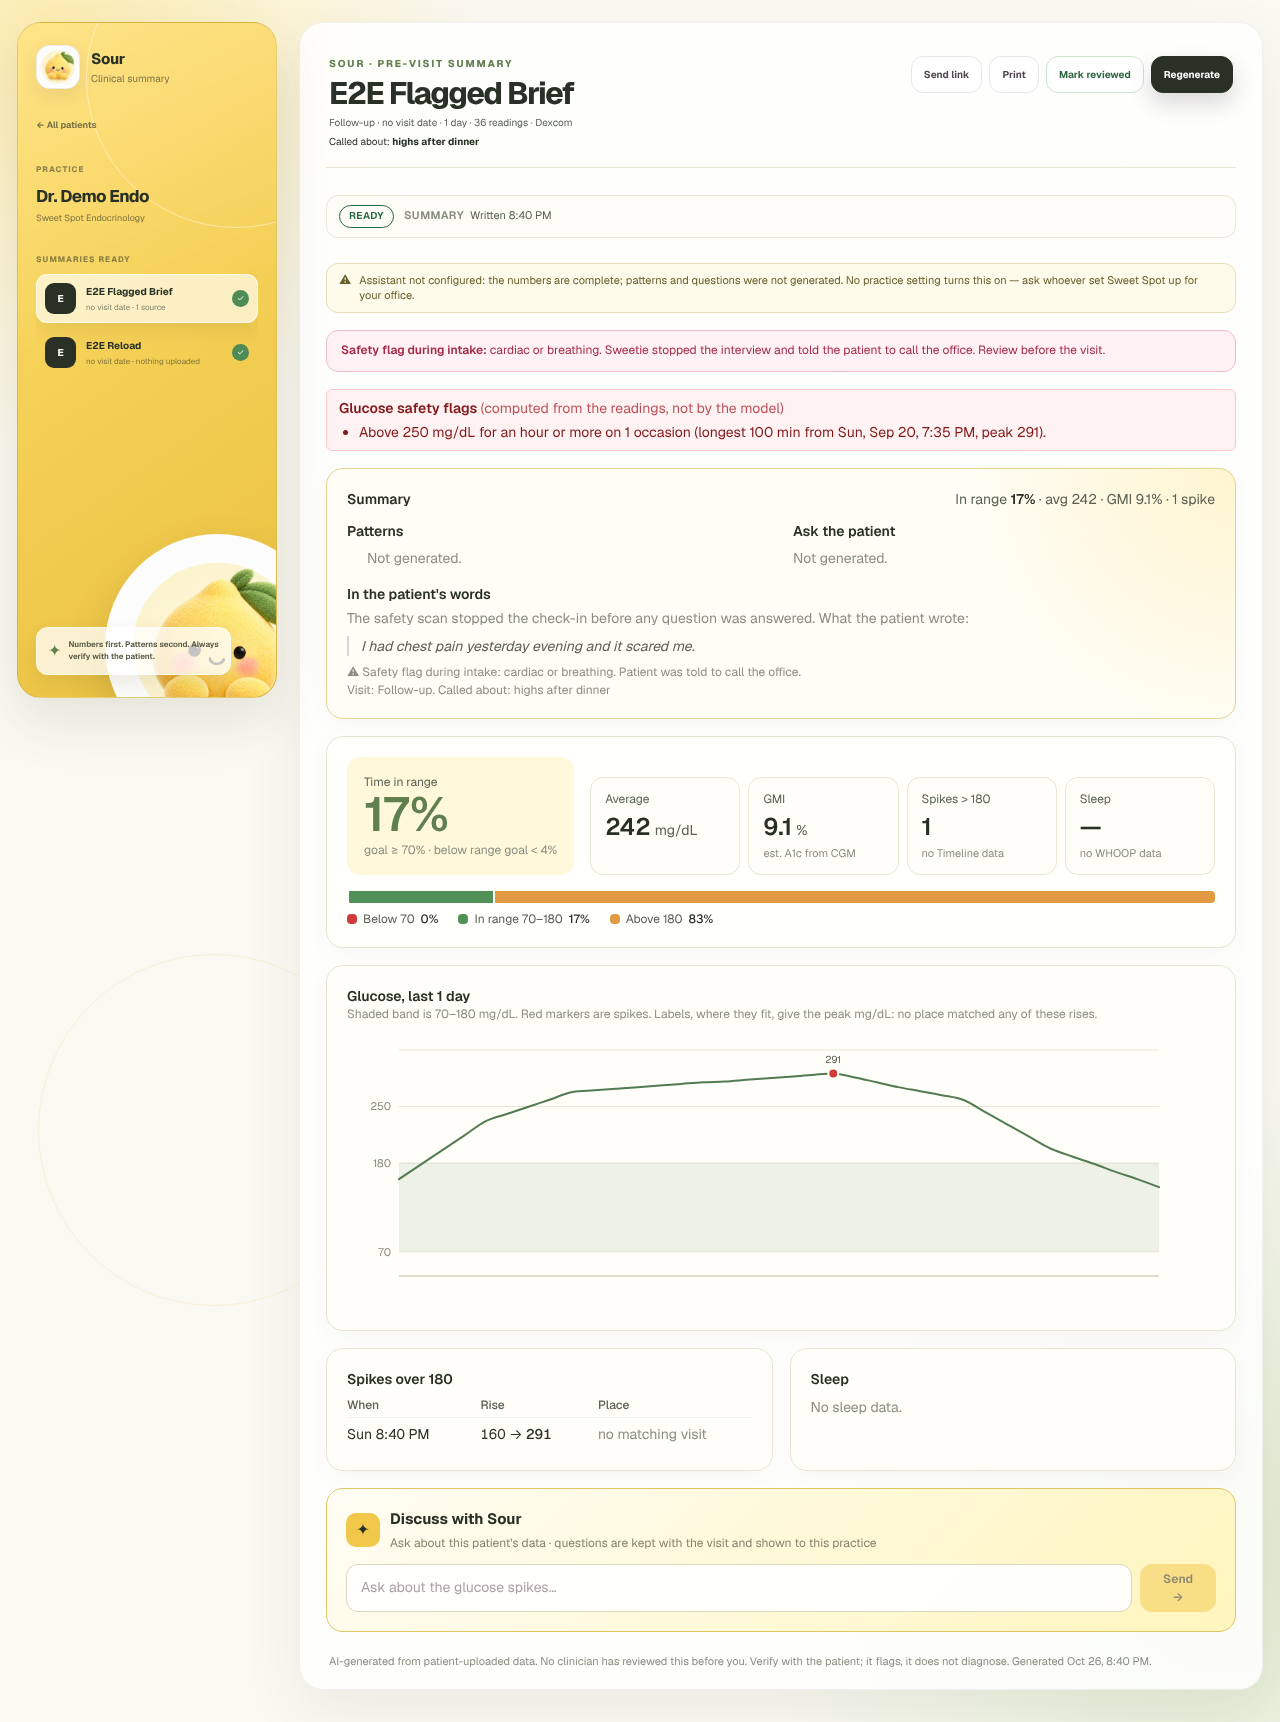 Sour
Clinical summary
← All patients
PRACTICE
Dr. Demo Endo
Sweet Spot Endocrinology
SUMMARIES READY
E
E2E Flagged Brief
no visit date · 1 source
E
E2E Reload
no visit date · nothing uploaded
Numbers first. Patterns second. Always
verify with the patient.
SOUR · PRE-VISIT SUMMARY
E2E Flagged Brief
Follow-up · no visit date · 1 day · 36 readings · Dexcom
Called about: highs after dinner
Send link
Print
Mark reviewed
Regenerate
READY SUMMARY Written 8:40 PM
⚠ Assistant not configured: the numbers are complete; patterns and questions were not generated. No practice setting turns this on — ask whoever set Sweet Spot up for
your office.
Safety flag during intake: cardiac or breathing. Sweetie stopped the interview and told the patient to call the office. Review before the visit.
Glucose safety flags (computed from the readings, not by the model)
• Above 250 mg/dL for an hour or more on 1 occasion (longest 100 min from Sun, Sep 20, 7:35 PM, peak 291).
Summary
In range 17% · avg 242 · GMI 9.1% · 1 spike
Patterns
Not generated.
Ask the patient
Not generated.
In the patient's words
The safety scan stopped the check-in before any question was answered. What the patient wrote:
I had chest pain yesterday evening and it scared me.
⚠ Safety flag during intake: cardiac or breathing. Patient was told to call the office.
Visit: Follow-up. Called about: highs after dinner
Time in range
17%
goal ≥ 70% · below range goal < 4%
Average
242 mg/dL
GMI
9.1 %
est. A1c from CGM
Spikes > 180
1
no Timeline data
Sleep
—
no WHOOP data
Below 70 0%
In range 70–180 17%
Above 180 83%
Glucose, last 1 day
Shaded band is 70–180 mg/dL. Red markers are spikes. Labels, where they fit, give the peak mg/dL: no place matched any of these rises.
291
250
180
70
Spikes over 180
When Rise Place
Sun 8:40 PM 160 → 291 no matching visit
Sleep
No sleep data.
Discuss with Sour
Ask about this patient's data · questions are kept with the visit and shown to this practice
Ask about the glucose spikes...
Send
→
AI-generated from patient-uploaded data. No clinician has reviewed this before you. Verify with the patient; it flags, it does not diagnose. Generated Oct 26, 8:40 PM.